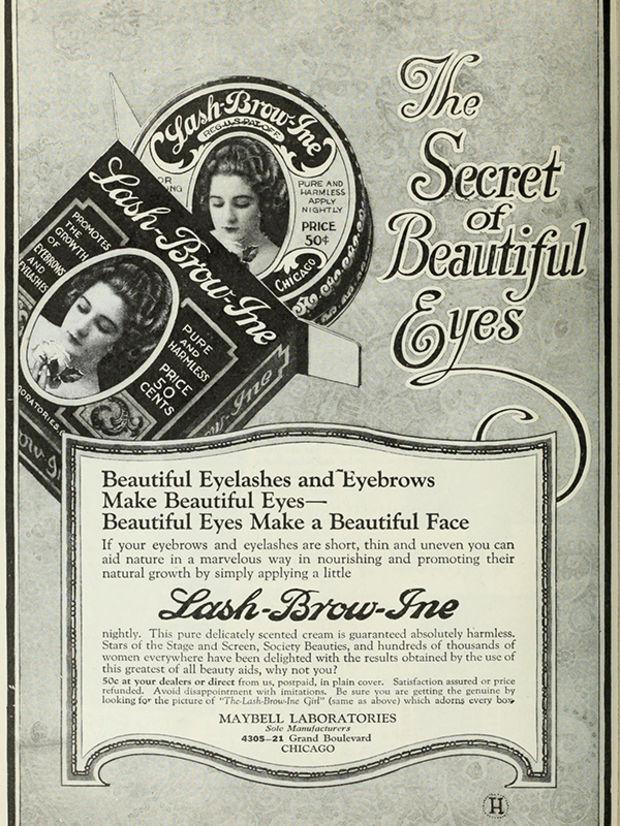 The
Secret
of
Beautiful
Eyes
Lash-Brow-Ine
REG. U.S. PAT. OFF.
PURE AND
HARMLESS
APPLY
NIGHTLY
PRICE
50¢
CHICAGO
Lash-Brow-Ine
PROMOTES
THE
GROWTH
OF
EYEBROWS
AND
EYELASHES
PURE
AND
HARMLESS
PRICE
50
CENTS
Beautiful Eyelashes and Eyebrows
Make Beautiful Eyes—
Beautiful Eyes Make a Beautiful Face
If your eyebrows and eyelashes are short, thin and uneven you can
aid nature in a marvelous way in nourishing and promoting their
natural growth by simply applying a little
Lash-Brow-Ine
nightly. This pure delicately scented cream is guaranteed absolutely harmless.
Stars of the Stage and Screen, Society Beauties, and hundreds of thousands of
women everywhere have been delighted with the results obtained by the use of
this greatest of all beauty aids, why not you?
50c at your dealers or direct from us, postpaid, in plain cover. Satisfaction assured or price
refunded. Avoid disappointment with imitations. Be sure you are getting the genuine by
looking for the picture of "The-Lash-Brow-Ine Girl" (same as above) which adorns every box
MAYBELL LABORATORIES
Sole Manufacturers
4305-21 Grand Boulevard
CHICAGO
H